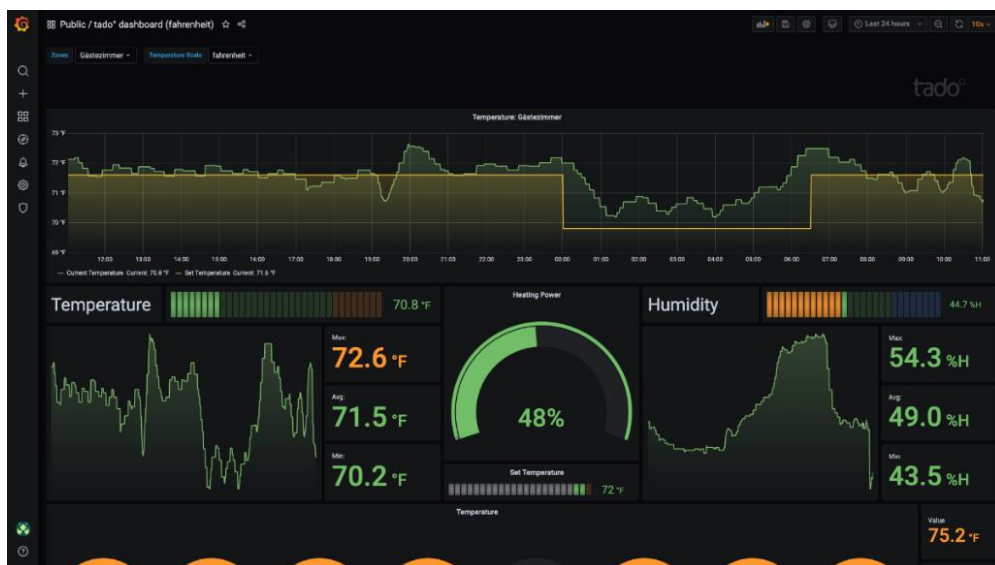 Public / tado° dashboard (fahrenheit)
Last 24 hours
10s
Zones
Gästezimmer
Temperature Scale
fahrenheit
tado°
Temperature: Gästezimmer
73 °F
72 °F
71 °F
70 °F
69 °F
12:00 13:00 14:00 15:00 16:00 17:00 18:00 19:00 20:00 21:00 22:00 23:00 00:00 01:00 02:00 03:00 04:00 05:00 06:00 07:00 08:00 09:00 10:00 11:00
Current Temperature Current: 70.8 °F Set Temperature Current: 71.6 °F
Temperature
70.8 °F
Heating Power
Humidity
44.7 %H
Max:
72.6 °F
Avg:
71.5 °F
Min:
70.2 °F
48%
Set Temperature
72 °F
Max:
54.3 %H
Avg:
49.0 %H
Min:
43.5 %H
Temperature
Value
75.2 °F